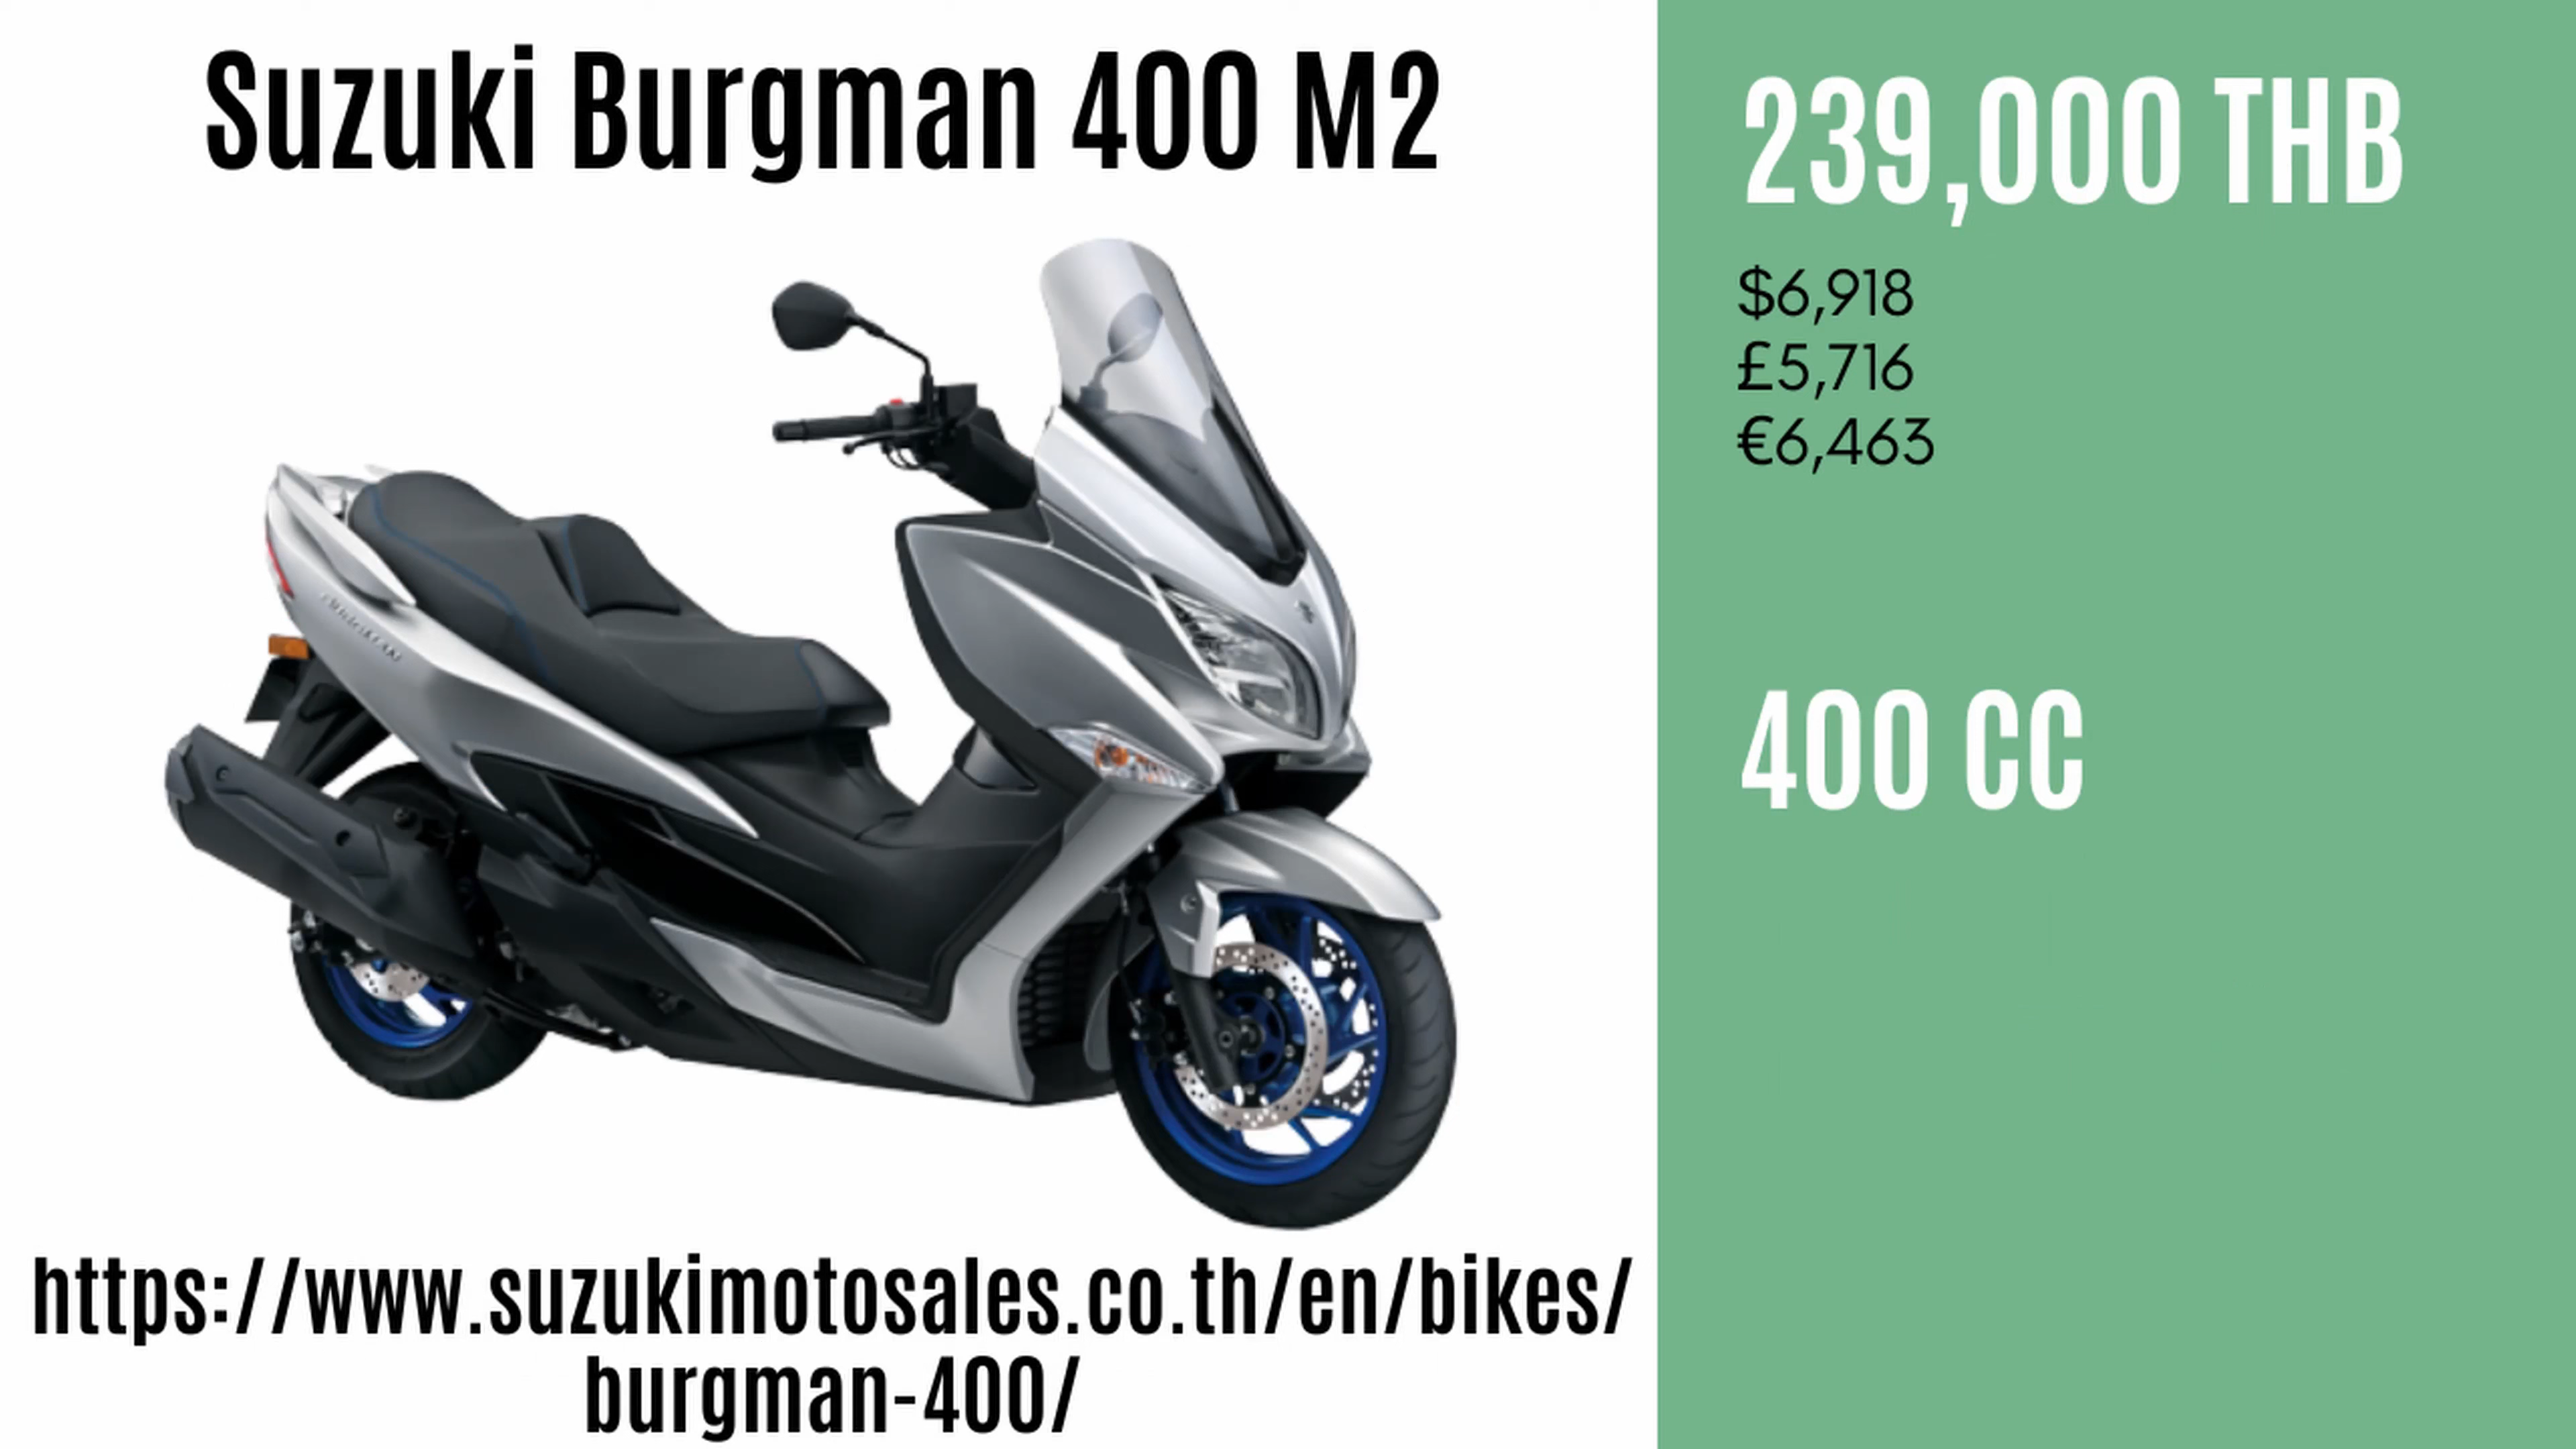 Suzuki Burgman 400 M2
239,000 THB
$6,918
£5,716
€6,463
400 CC
https://www.suzukimotosales.co.th/en/bikes/
burgman-400/